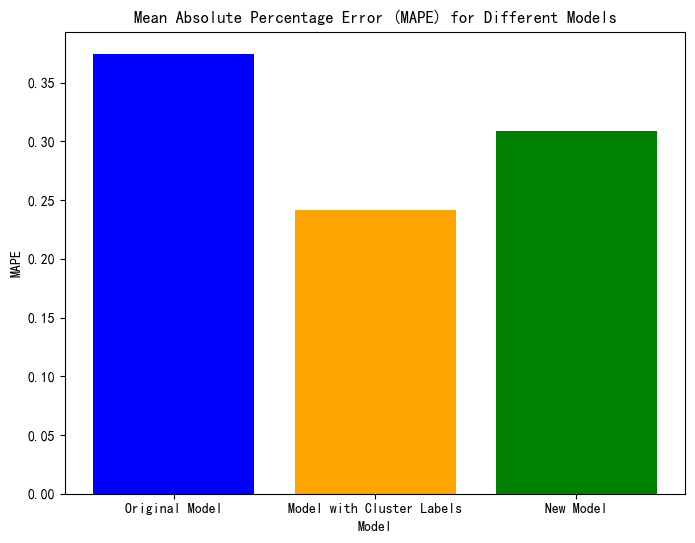 Mean Absolute Percentage Error (MAPE) for Different Models
MAPE
0.35
0.30
0.25
0.20
0.15
0.10
0.05
0.00
Original Model
Model with Cluster Labels
New Model
Model